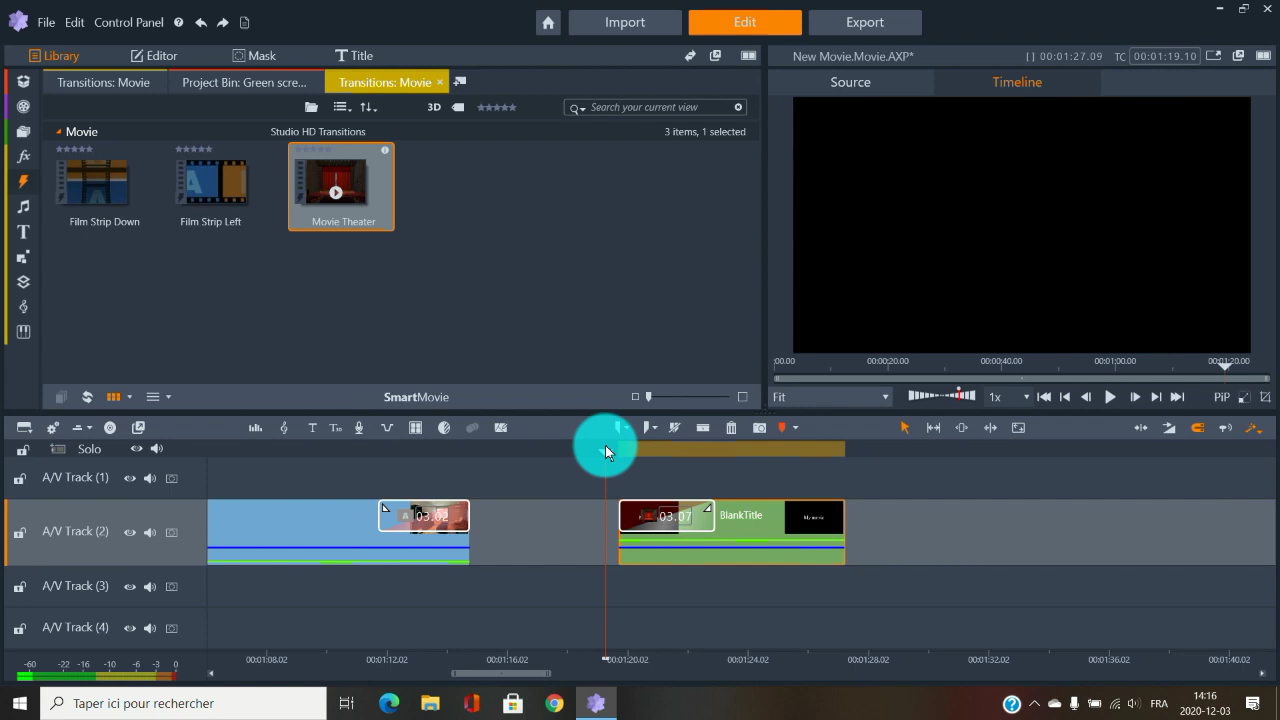 File Edit Control Panel
Import
Edit
Export
Library
Editor
Mask
Title
New Movie.Movie.AXP*
[ ] 00:01:27.09
TC 00:01:19.10
Transitions: Movie
Project Bin: Green scre...
Transitions: Movie ×
Source
Timeline
3D
Search your current view
Movie
Studio HD Transitions
3 items, 1 selected
Film Strip Down
Film Strip Left
Movie Theater
:00.00
00:00:20.00
00:00:40.00
00:01:00.00
00:01:20.00
SmartMovie
Fit
1x
PiP
Solo
A/V Track (1)
A/V Track (2)
03.02
03.07
BlankTitle
My movie
A/V Track (3)
A/V Track (4)
-60 -22 -16 -10 -6 -3 0
00:01:08.02
00:01:12.02
00:01:16.02
00:01:20.02
00:01:24.02
00:01:28.02
00:01:32.02
00:01:36.02
00:01:40.02
Taper ici pour rechercher
FRA
14:16
2020-12-03